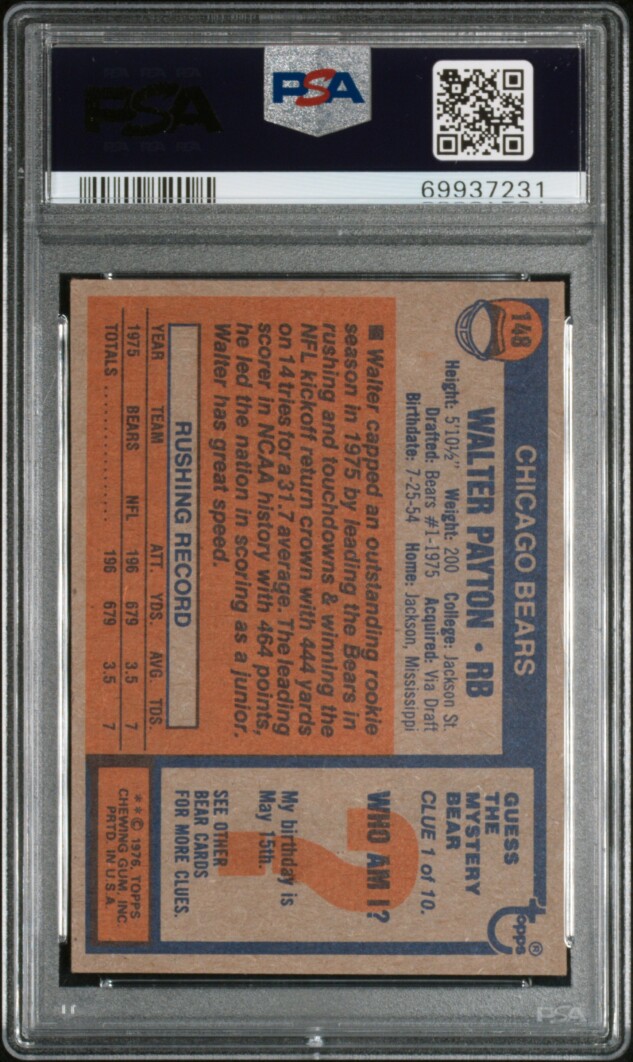 PSA
PSA
69937231
148
CHICAGO BEARS
WALTER PAYTON • RB
Height: 5'10½" Weight: 200 College: Jackson St.
Drafted: Bears #1-1975 Acquired: Via Draft
Birthdate: 7-25-54 Home: Jackson, Mississippi
■ Walter capped an outstanding rookie
season in 1975 by leading the Bears in
rushing and touchdowns & winning the
NFL kickoff return crown with 444 yards
on 14 tries for a 31.7 average. The leading
scorer in NCAA history with 464 points,
he led the nation in scoring as a junior.
Walter has great speed.
RUSHING RECORD
YEAR TEAM ATT. YDS. AVG. TDS.
1975 BEARS NFL 196 679 3.5 7
TOTALS .............. 196 679 3.5 7
topps®
GUESS
THE
MYSTERY
BEAR
CLUE 1 of 10.
WHO AM I?
?
My birthday is
May 15th.
SEE OTHER
BEAR CARDS
FOR MORE CLUES.
**© 1976, TOPPS
CHEWING GUM, INC.
PRTD. IN U.S.A.
PSA